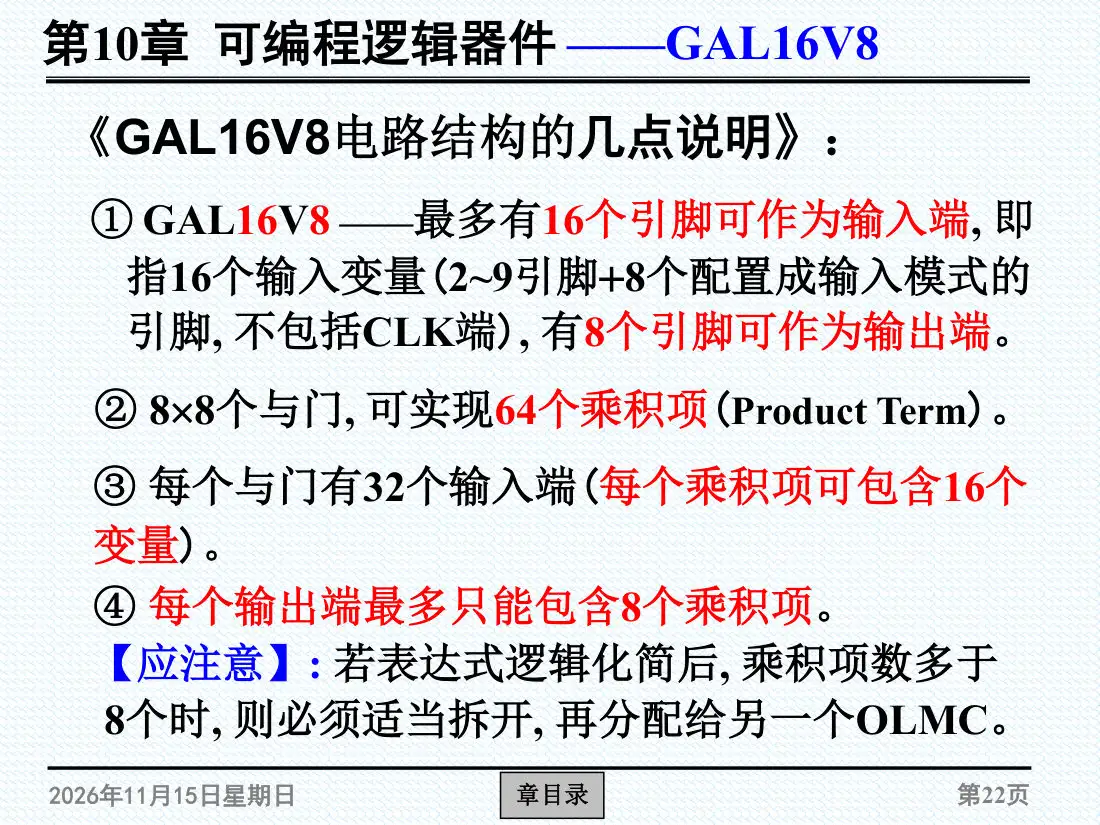 第10章 可编程逻辑器件 ——GAL16V8
《GAL16V8电路结构的几点说明》:
① GAL16V8 ——最多有16个引脚可作为输入端, 即
指16个输入变量(2~9引脚+8个配置成输入模式的
引脚, 不包括CLK端), 有8个引脚可作为输出端。
② 8×8个与门, 可实现64个乘积项(Product Term)。
③ 每个与门有32个输入端(每个乘积项可包含16个
变量)。
④ 每个输出端最多只能包含8个乘积项。
【应注意】: 若表达式逻辑化简后, 乘积项数多于
8个时, 则必须适当拆开, 再分配给另一个OLMC。
2026年11月15日星期日
章目录
第22页